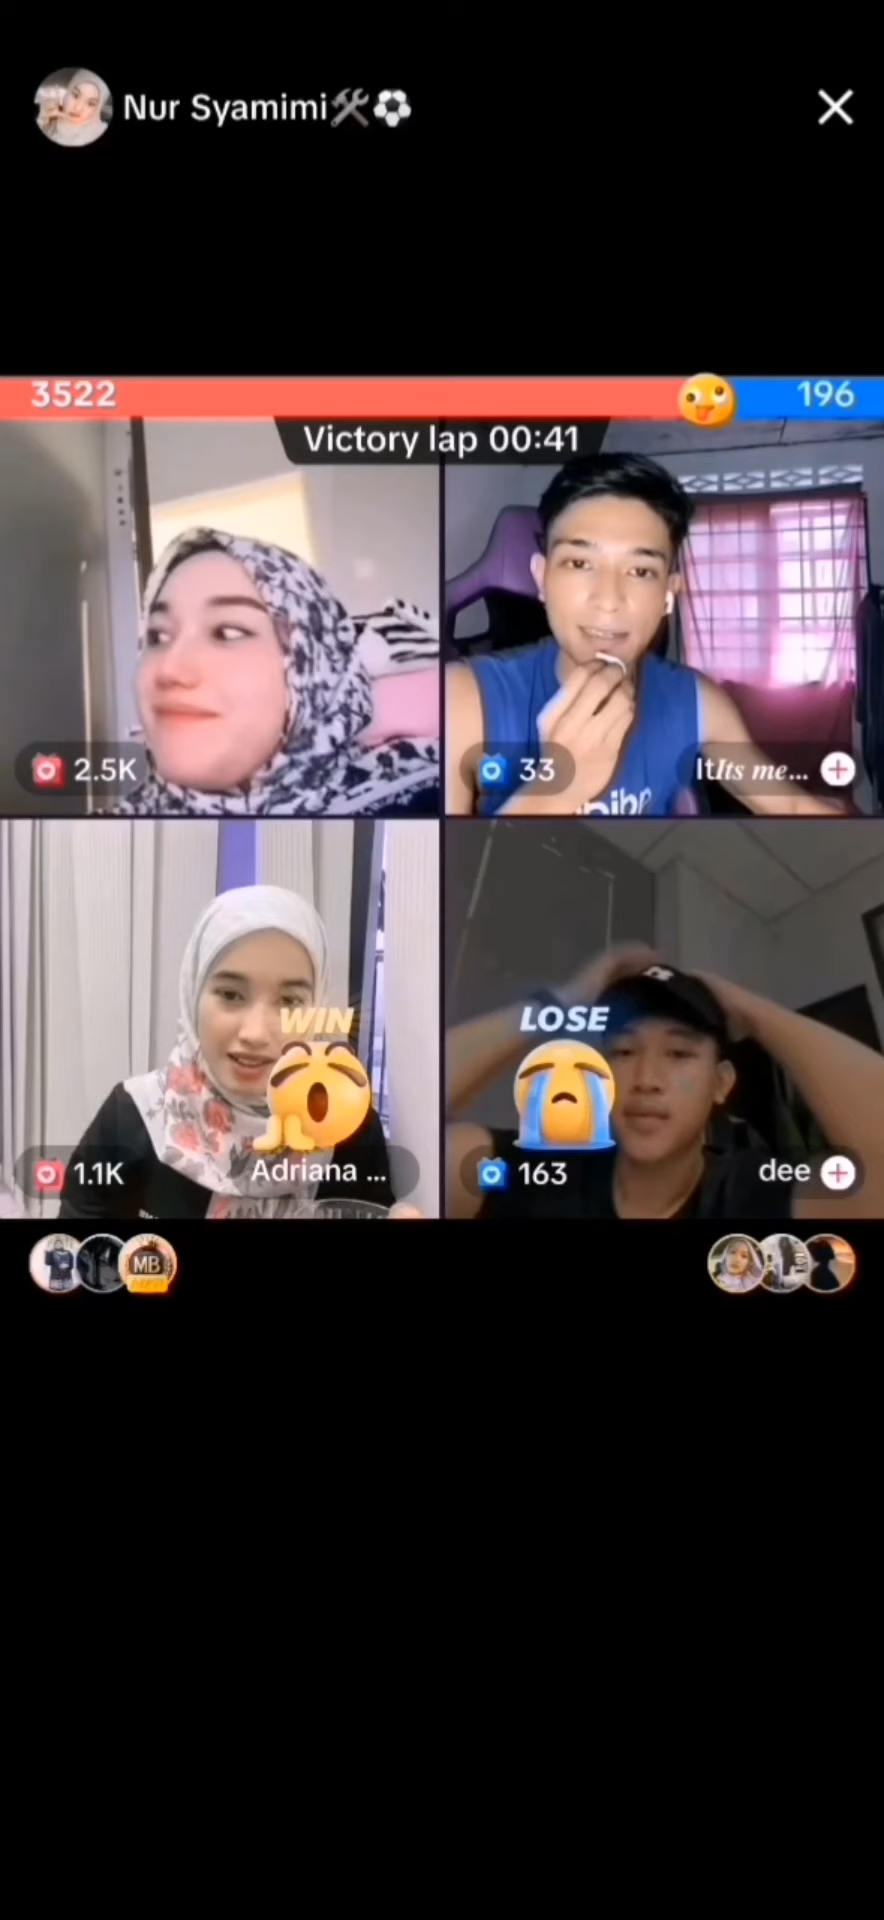 Nur Syamimi🛠️⚽
3522
196
Victory lap 00:41
2.5K
33
ItIts me...
WIN
LOSE
1.1K
Adriana ...
163
dee
MB